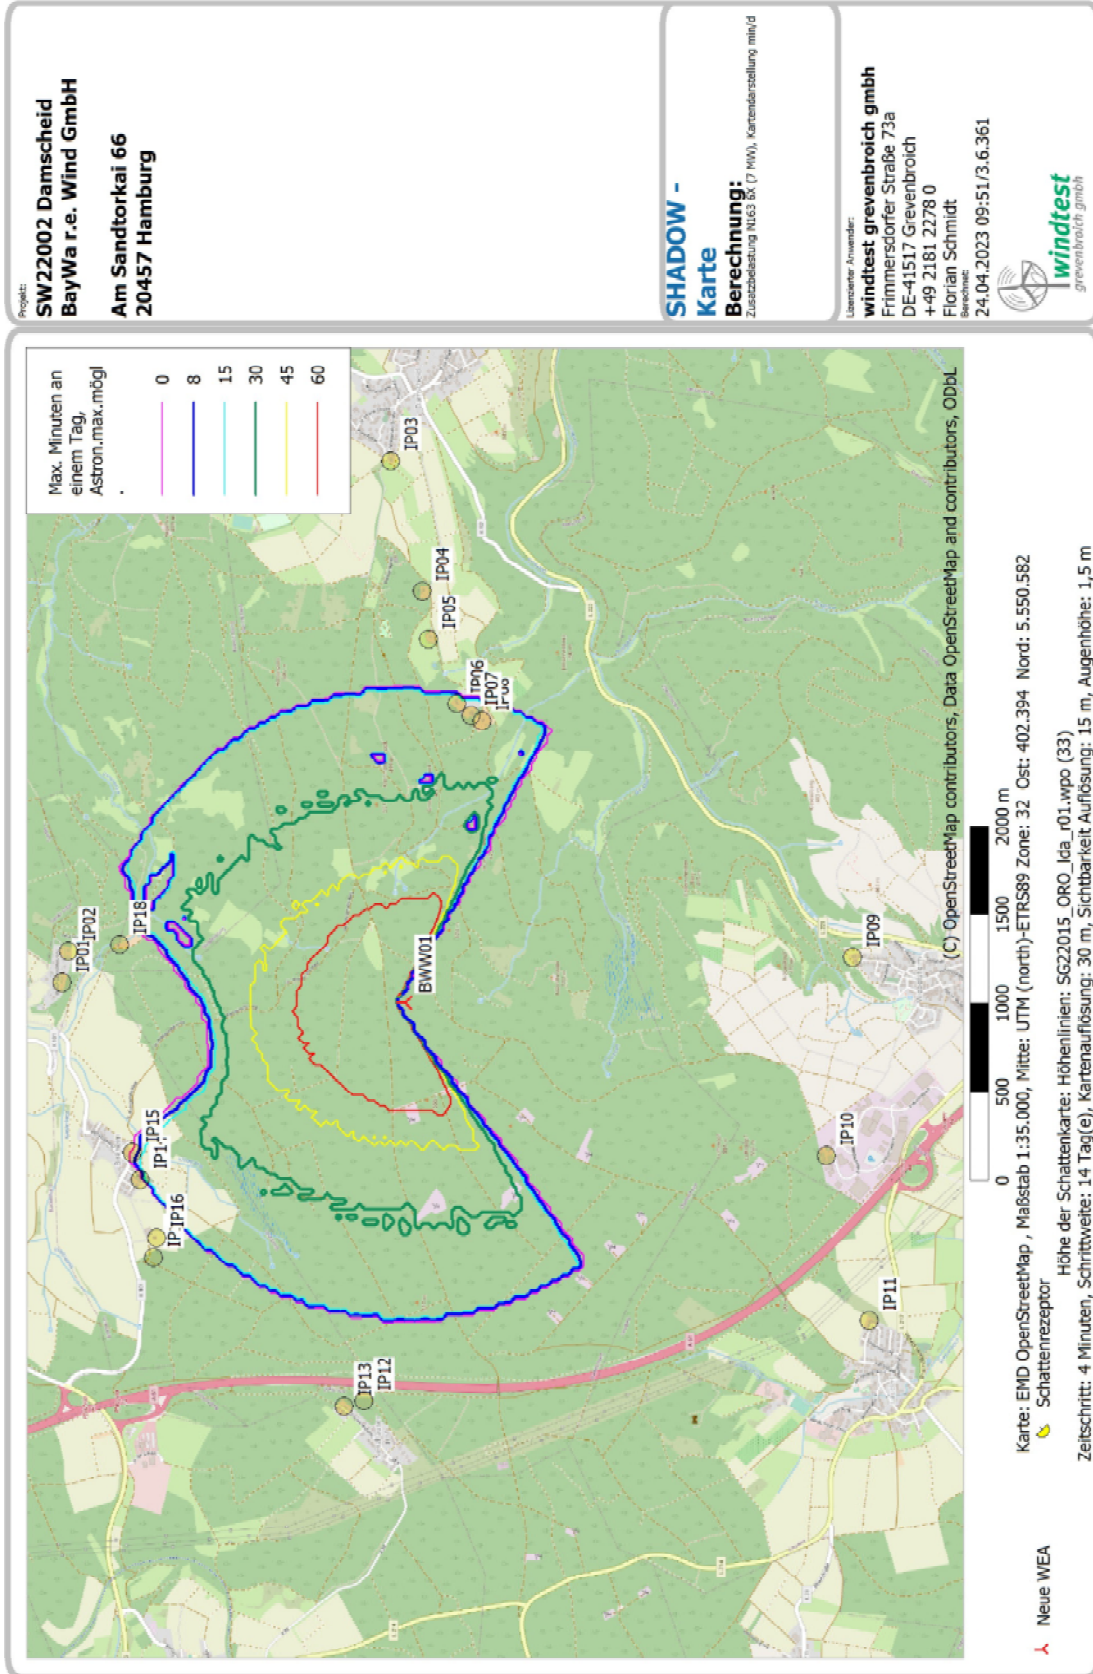 Projekt:
SW22002 Damscheid
BayWa r.e. Wind GmbH
Am Sandtorkai 66
20457 Hamburg
SHADOW -
Karte
Berechnung:
Zusatzbelastung N163 6X (7 MW), Kartendarstellung min/d
Lizenzierter Anwender:
windtest grevenbroich gmbh
Frimmersdorfer Straße 73a
DE-41517 Grevenbroich
+49 2181 2278 0
Florian Schmidt
Berechnet:
24.04.2023 09:51/3.6.361
windtest
grevenbroich gmbh
Max. Minuten an
einem Tag,
Astron.max.mögl
.
0
8
15
30
45
60
IP01
IP02
IP18
IP15
IP1
IP16
IP
IP03
IP04
IP05
IP06
IP07
BWW01
IP13
IP12
IP09
IP10
IP11
(C) OpenStreetMap contributors, Data OpenStreetMap and contributors, ODbL
0 500 1000 1500 2000 m
Karte: EMD OpenStreetMap , Maßstab 1:35.000, Mitte: UTM (north)-ETRS89 Zone: 32 Ost: 402.394 Nord: 5.550.582
Neue WEA
Schattenrezeptor
Höhe der Schattenkarte: Höhenlinien: SG22015_ORO_lda_r01.wpo (33)
Zeitschritt: 4 Minuten, Schrittweite: 14 Tag(e), Kartenauflösung: 30 m, Sichtbarkeit Auflösung: 15 m, Augenhöhe: 1,5 m